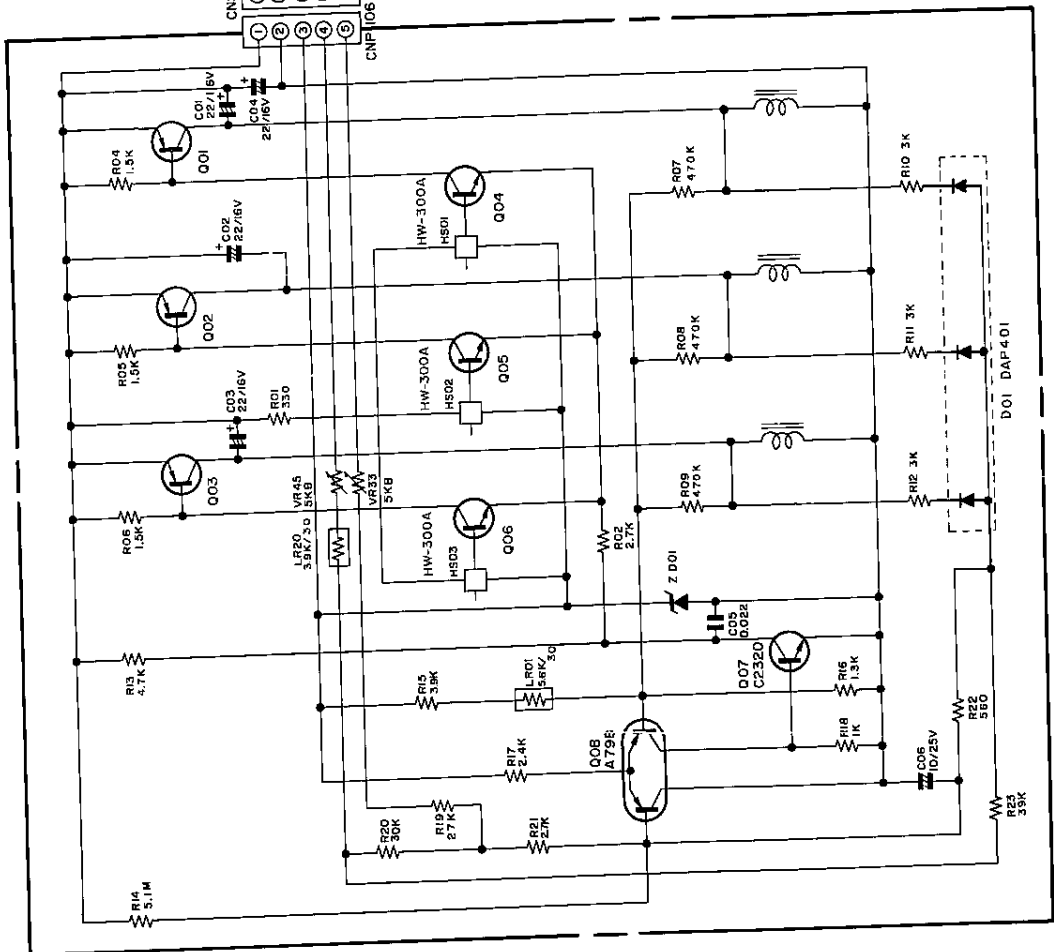 CN
1
2
3
4
5
CNP106
C01
22/16V
C04
22/16V
R04
1.5K
Q01
C02
22/16V
HW-300A
HS01
Q04
R07
470K
R10 3K
R05
1.5K
Q02
C03
22/16V
R01
330
HW-300A
HS02
Q05
R08
470K
R11 3K
D01 DAP401
R06
1.5K
Q03
LR20
3.9K/30
VR45
5KB
VR33
5KB
HW-300A
HS03
Q06
R02
2.7K
R09
470K
R12 3K
R13
4.7K
Z D01
C05
0.022
R15
3.9K
LR01
5.6K/30
Q07
C2320
R16
1.3K
R17
2.4K
Q08
A798
R18
1K
R22
560
C06
10/25V
R20
30K
R19
27K
R21
27K
R23
39K
R14
5.1M